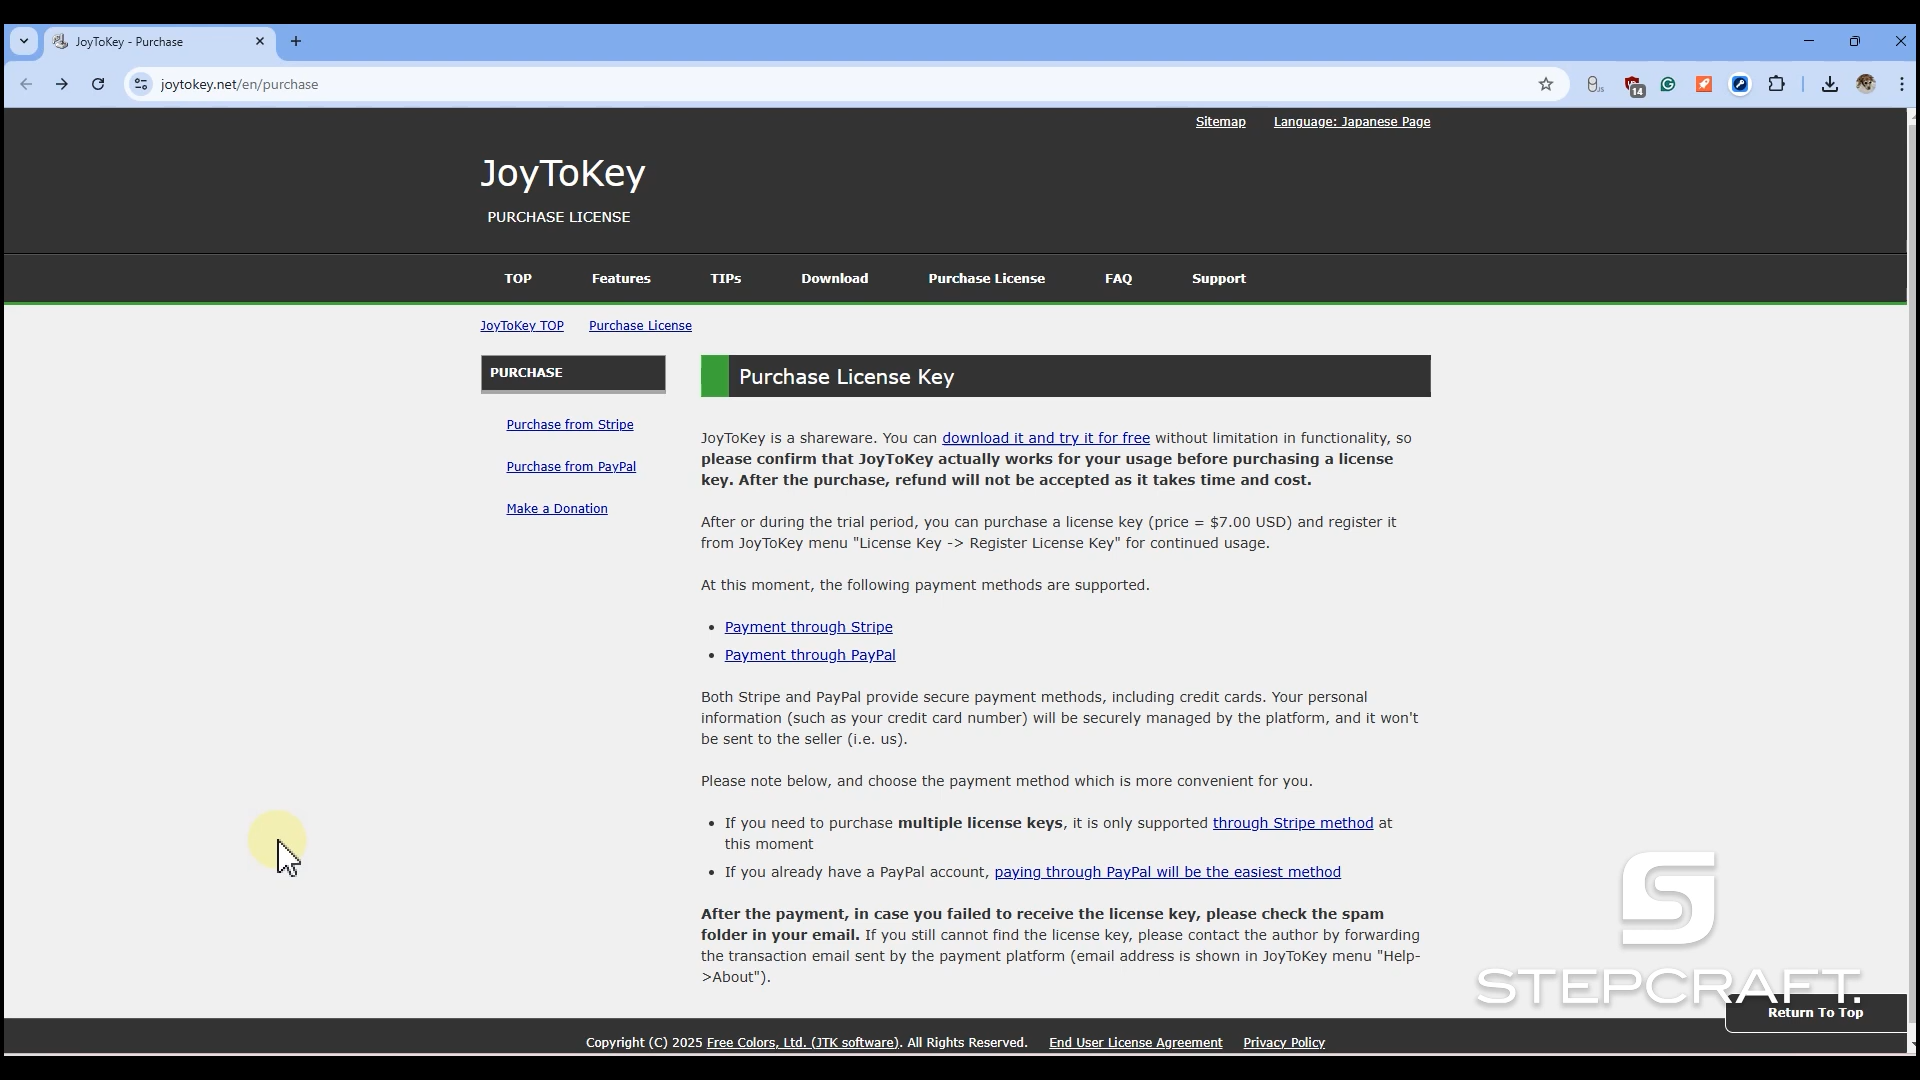 JoyToKey - Purchase
joytokey.net/en/purchase
14
Sitemap Language: Japanese Page
JoyToKey
PURCHASE LICENSE
TOP Features TIPs Download Purchase License FAQ Support
JoyToKey TOP Purchase License
PURCHASE
Purchase from Stripe
Purchase from PayPal
Make a Donation
Purchase License Key
JoyToKey is a shareware. You can download it and try it for free without limitation in functionality, so
please confirm that JoyToKey actually works for your usage before purchasing a license
key. After the purchase, refund will not be accepted as it takes time and cost.
After or during the trial period, you can purchase a license key (price = $7.00 USD) and register it
from JoyToKey menu "License Key -> Register License Key" for continued usage.
At this moment, the following payment methods are supported.
• Payment through Stripe
• Payment through PayPal
Both Stripe and PayPal provide secure payment methods, including credit cards. Your personal
information (such as your credit card number) will be securely managed by the platform, and it won't
be sent to the seller (i.e. us).
Please note below, and choose the payment method which is more convenient for you.
• If you need to purchase multiple license keys, it is only supported through Stripe method at
this moment
• If you already have a PayPal account, paying through PayPal will be the easiest method
After the payment, in case you failed to receive the license key, please check the spam
folder in your email. If you still cannot find the license key, please contact the author by forwarding
the transaction email sent by the payment platform (email address is shown in JoyToKey menu "Help-
>About").
STEPCRAFT.
Return To Top
Copyright (C) 2025 Free Colors, Ltd. (JTK software). All Rights Reserved. End User License Agreement Privacy Policy